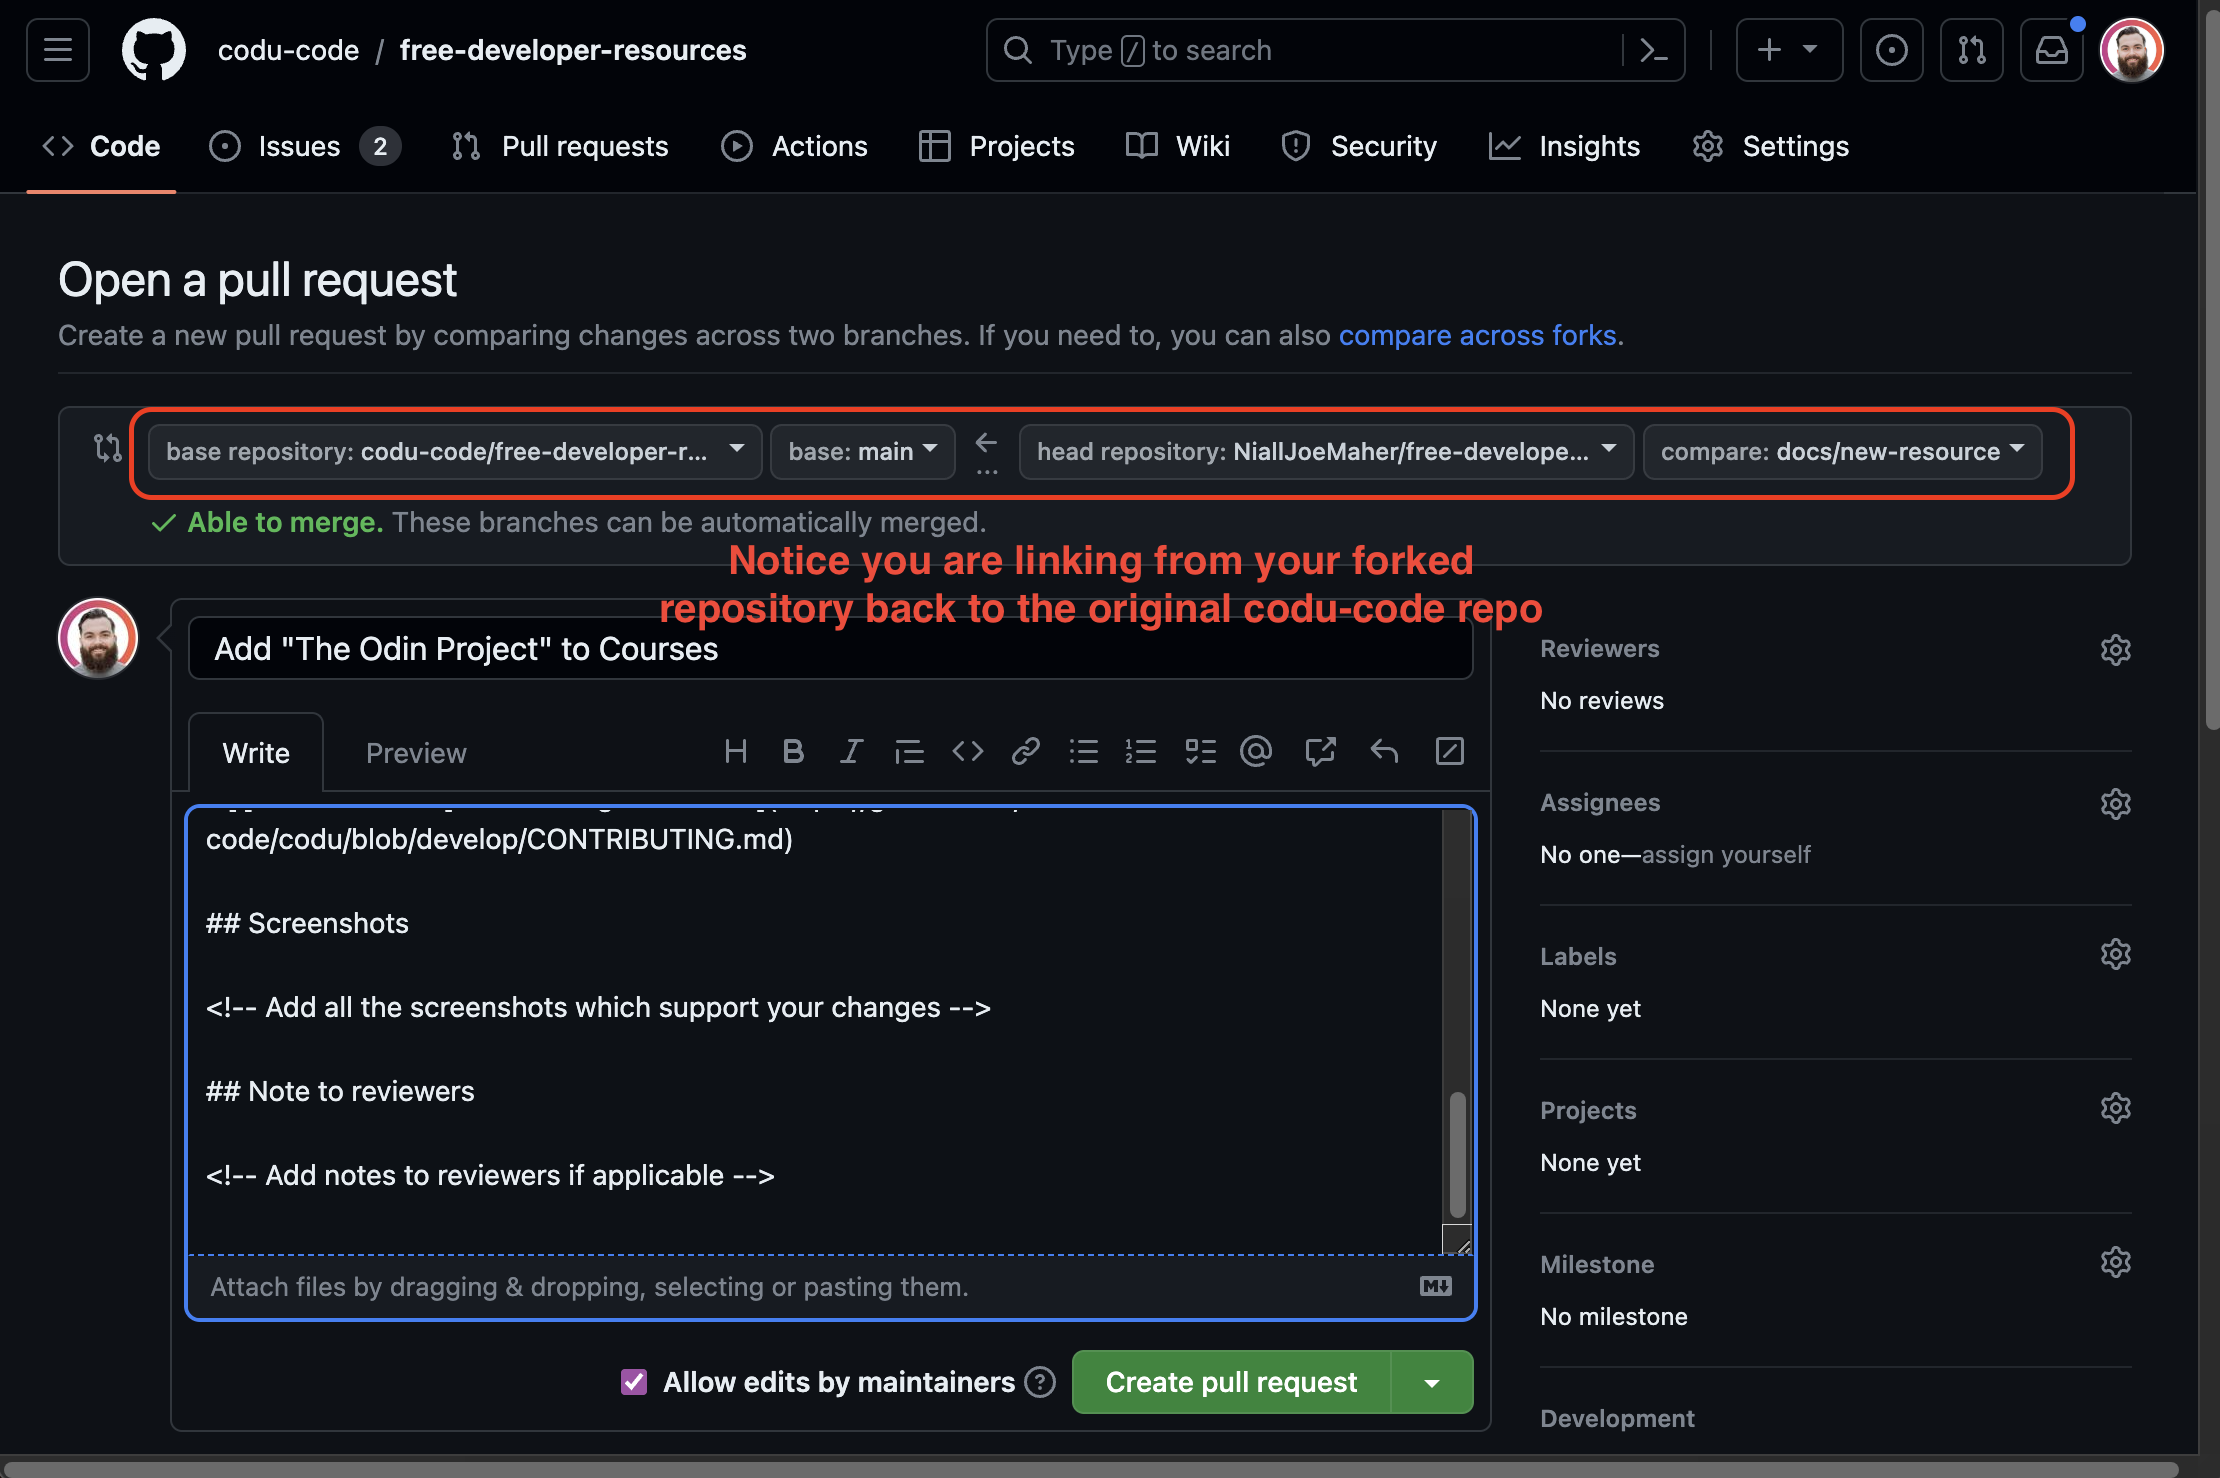 codu-code / free-developer-resources
Type / to search
Code
Issues 2
Pull requests
Actions
Projects
Wiki
Security
Insights
Settings
Open a pull request
Create a new pull request by comparing changes across two branches. If you need to, you can also compare across forks.
base repository: codu-code/free-developer-r...
base: main
head repository: NiallJoeMaher/free-develope...
compare: docs/new-resource
Able to merge. These branches can be automatically merged.
Notice you are linking from your forked
repository back to the original codu-code repo
Add "The Odin Project" to Courses
Write
Preview
code/codu/blob/develop/CONTRIBUTING.md)
## Screenshots
<!-- Add all the screenshots which support your changes -->
## Note to reviewers
<!-- Add notes to reviewers if applicable -->
Attach files by dragging & dropping, selecting or pasting them.
Allow edits by maintainers
Create pull request
Reviewers
No reviews
Assignees
No one—assign yourself
Labels
None yet
Projects
None yet
Milestone
No milestone
Development